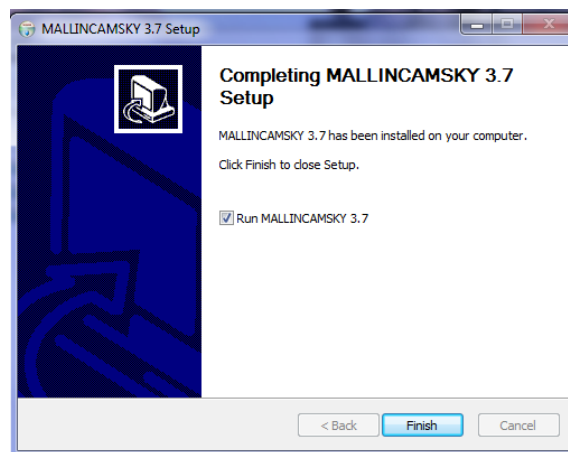 MALLINCAMSKY 3.7 Setup
Completing MALLINCAMSKY 3.7
Setup
MALLINCAMSKY 3.7 has been installed on your computer.
Click Finish to close Setup.
Run MALLINCAMSKY 3.7
< Back
Finish
Cancel